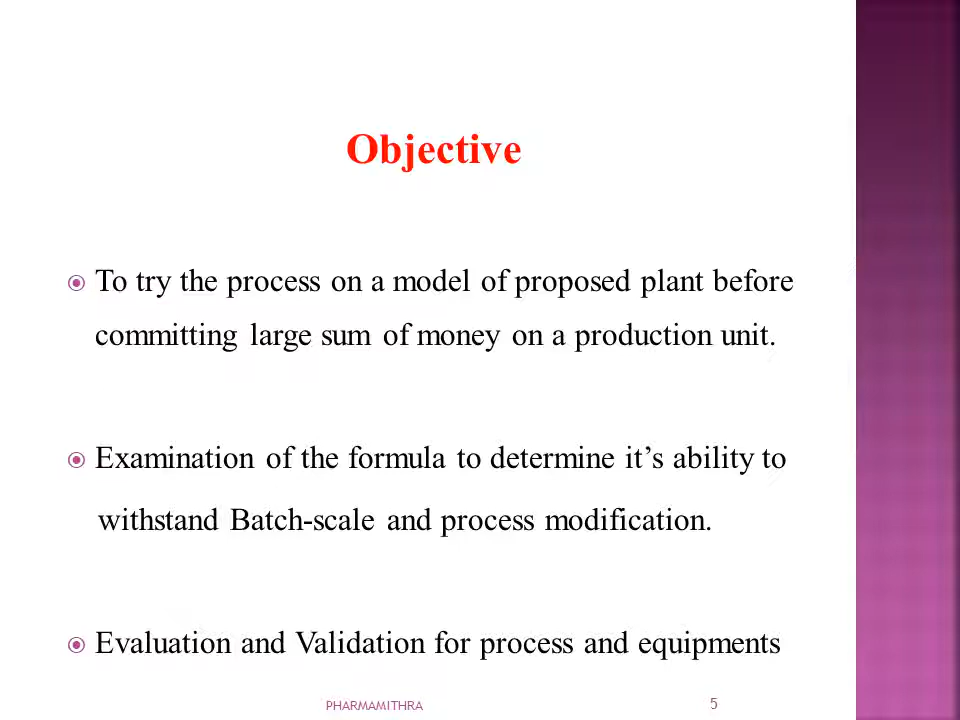 Objective
To try the process on a model of proposed plant before
committing large sum of money on a production unit.
Examination of the formula to determine it’s ability to
withstand Batch-scale and process modification.
Evaluation and Validation for process and equipments
PHARMAMITHRA
5